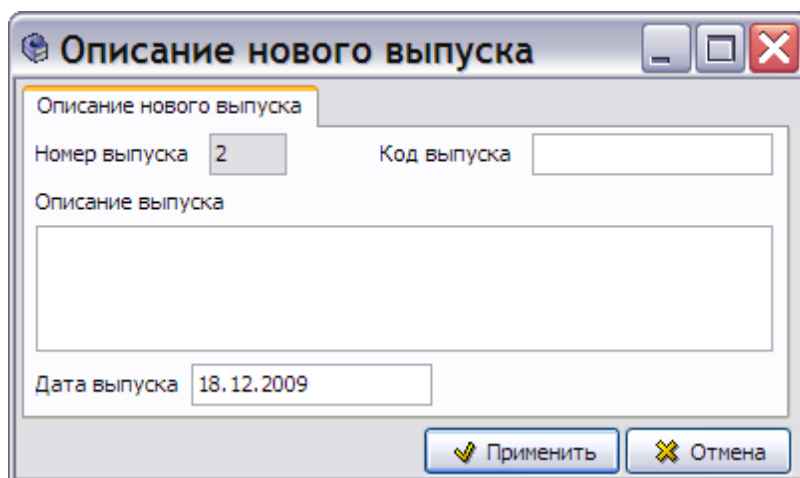 Описание нового выпуска
Описание нового выпуска
Номер выпуска 2 Код выпуска
Описание выпуска
Дата выпуска 18.12.2009
Применить Отмена